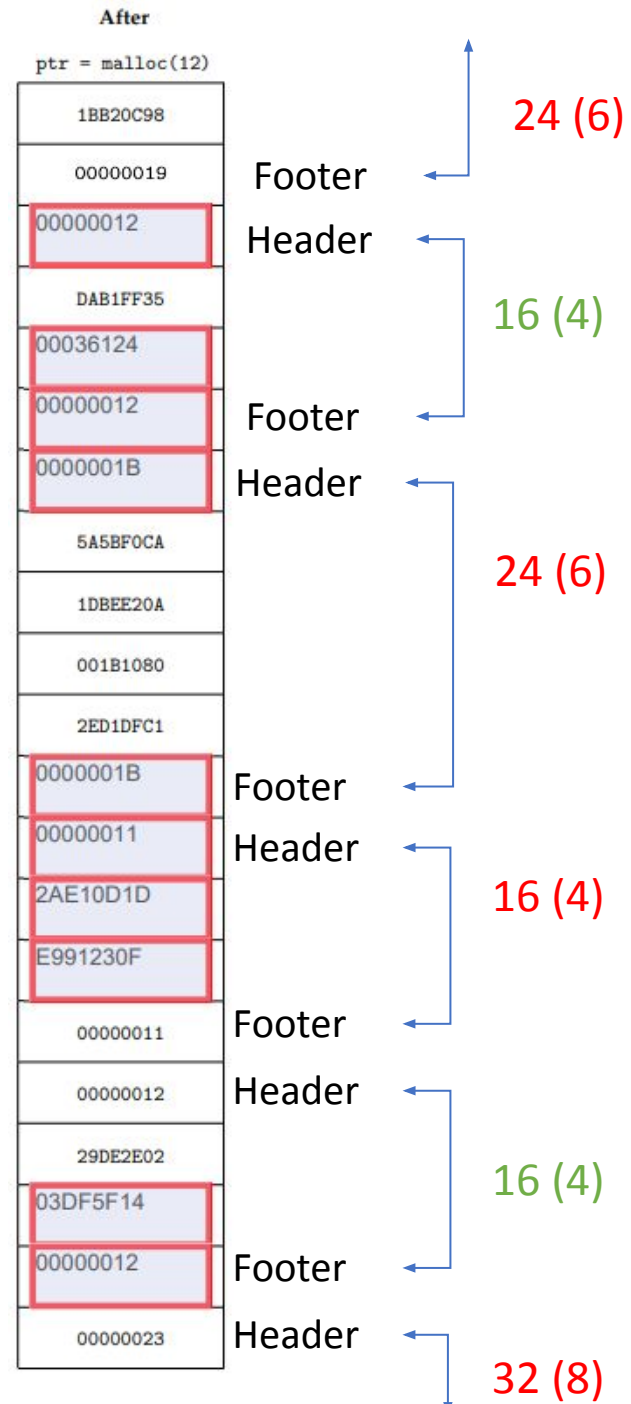 After
ptr = malloc(12)
1BB20C98
24 (6)
00000019 Footer
00000012 Header
DAB1FF35
16 (4)
00036124
00000012 Footer
0000001B Header
5A5BF0CA
24 (6)
1DBEE20A
001B1080
2ED1DFC1
0000001B Footer
00000011 Header
2AE10D1D
16 (4)
E991230F
00000011 Footer
00000012 Header
29DE2E02
16 (4)
03DF5F14
00000012 Footer
00000023 Header
32 (8)